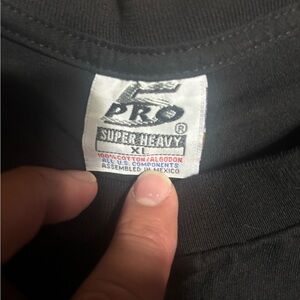 PRO
®
SUPER HEAVY
XL
100% COTTON/ALGODON
ALL U.S. COMPONENTS
ASSEMBLED IN MEXICO